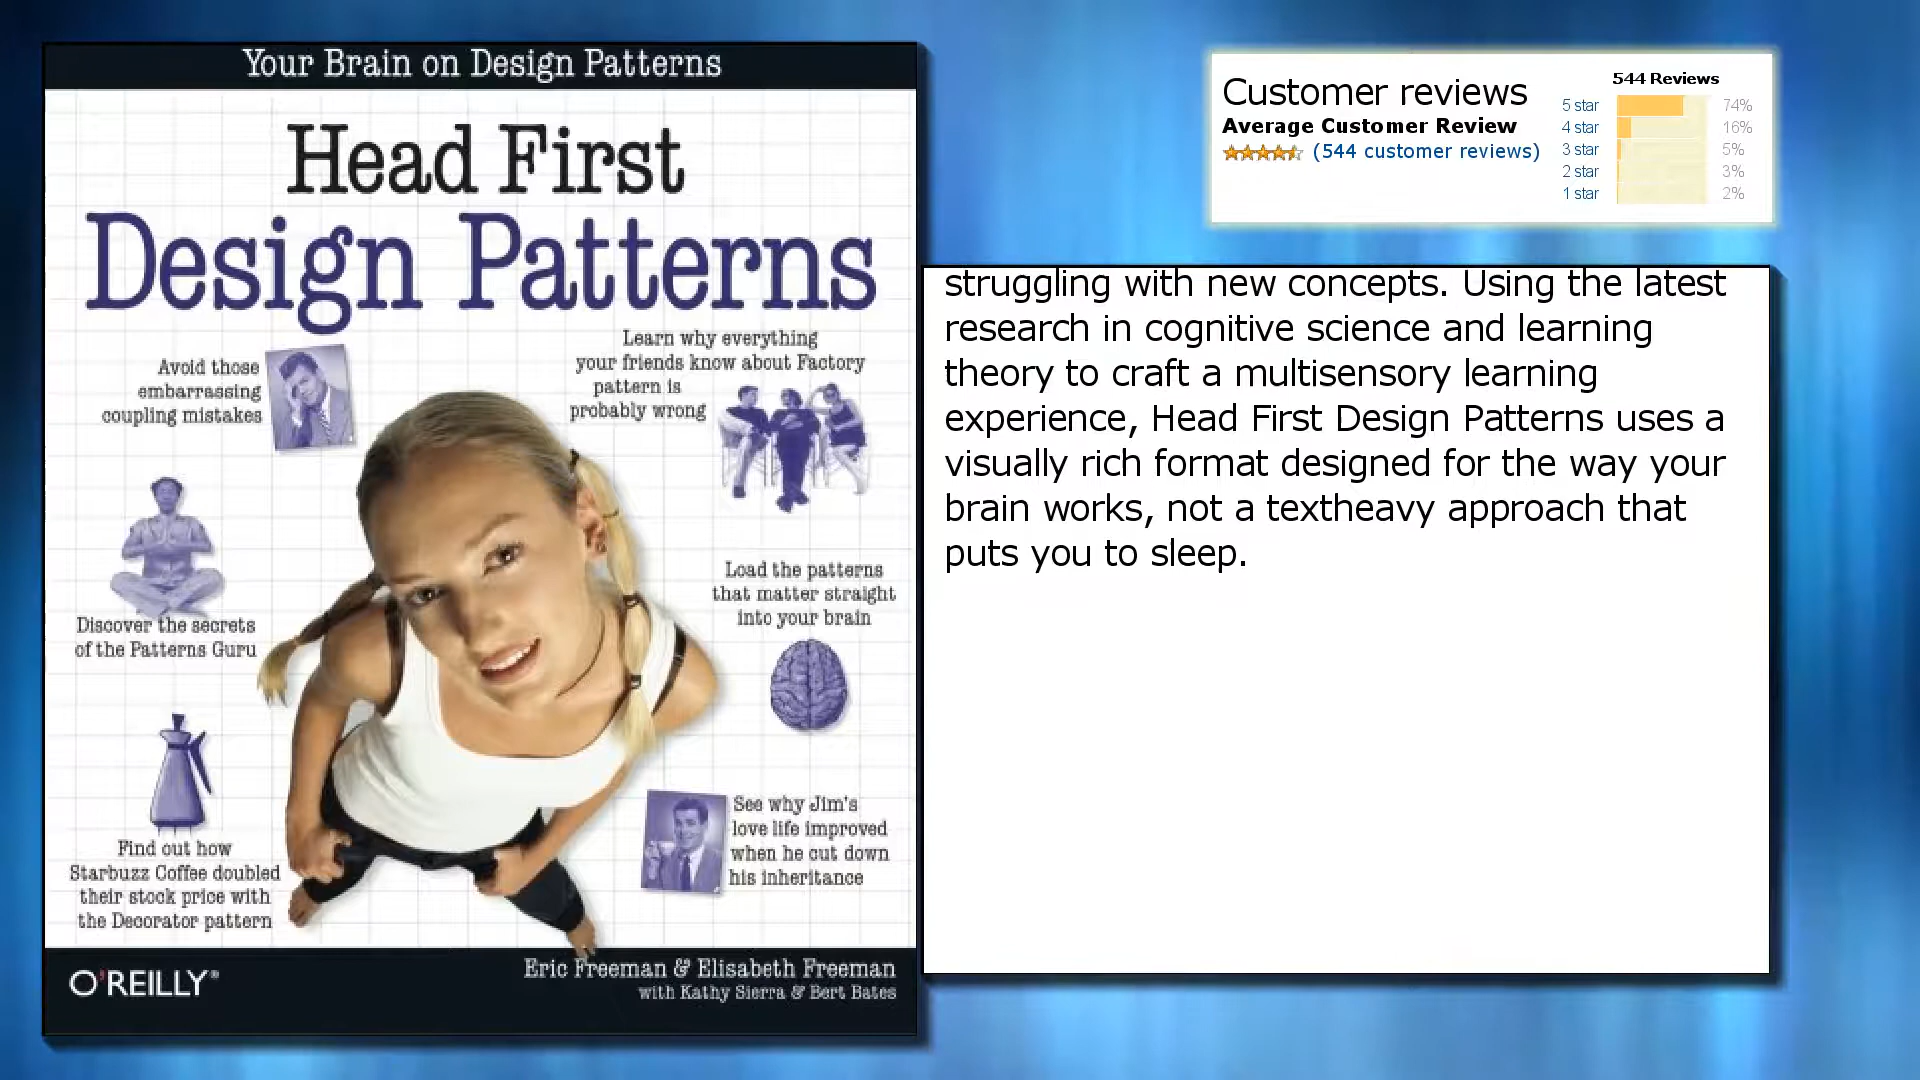 Your Brain on Design Patterns
Head First
Design Patterns
Avoid those
embarrassing
coupling mistakes
Learn why everything
your friends know about Factory
pattern is
probably wrong
Discover the secrets
of the Patterns Guru
Load the patterns
that matter straight
into your brain
Find out how
Starbuzz Coffee doubled
their stock price with
the Decorator pattern
See why Jim's
love life improved
when he cut down
his inheritance
O'REILLY®
Eric Freeman & Elisabeth Freeman
with Kathy Sierra & Bert Bates
Customer reviews
Average Customer Review
(544 customer reviews)
544 Reviews
5 star 74%
4 star 16%
3 star 5%
2 star 3%
1 star 2%
struggling with new concepts. Using the latest
research in cognitive science and learning
theory to craft a multisensory learning
experience, Head First Design Patterns uses a
visually rich format designed for the way your
brain works, not a textheavy approach that
puts you to sleep.